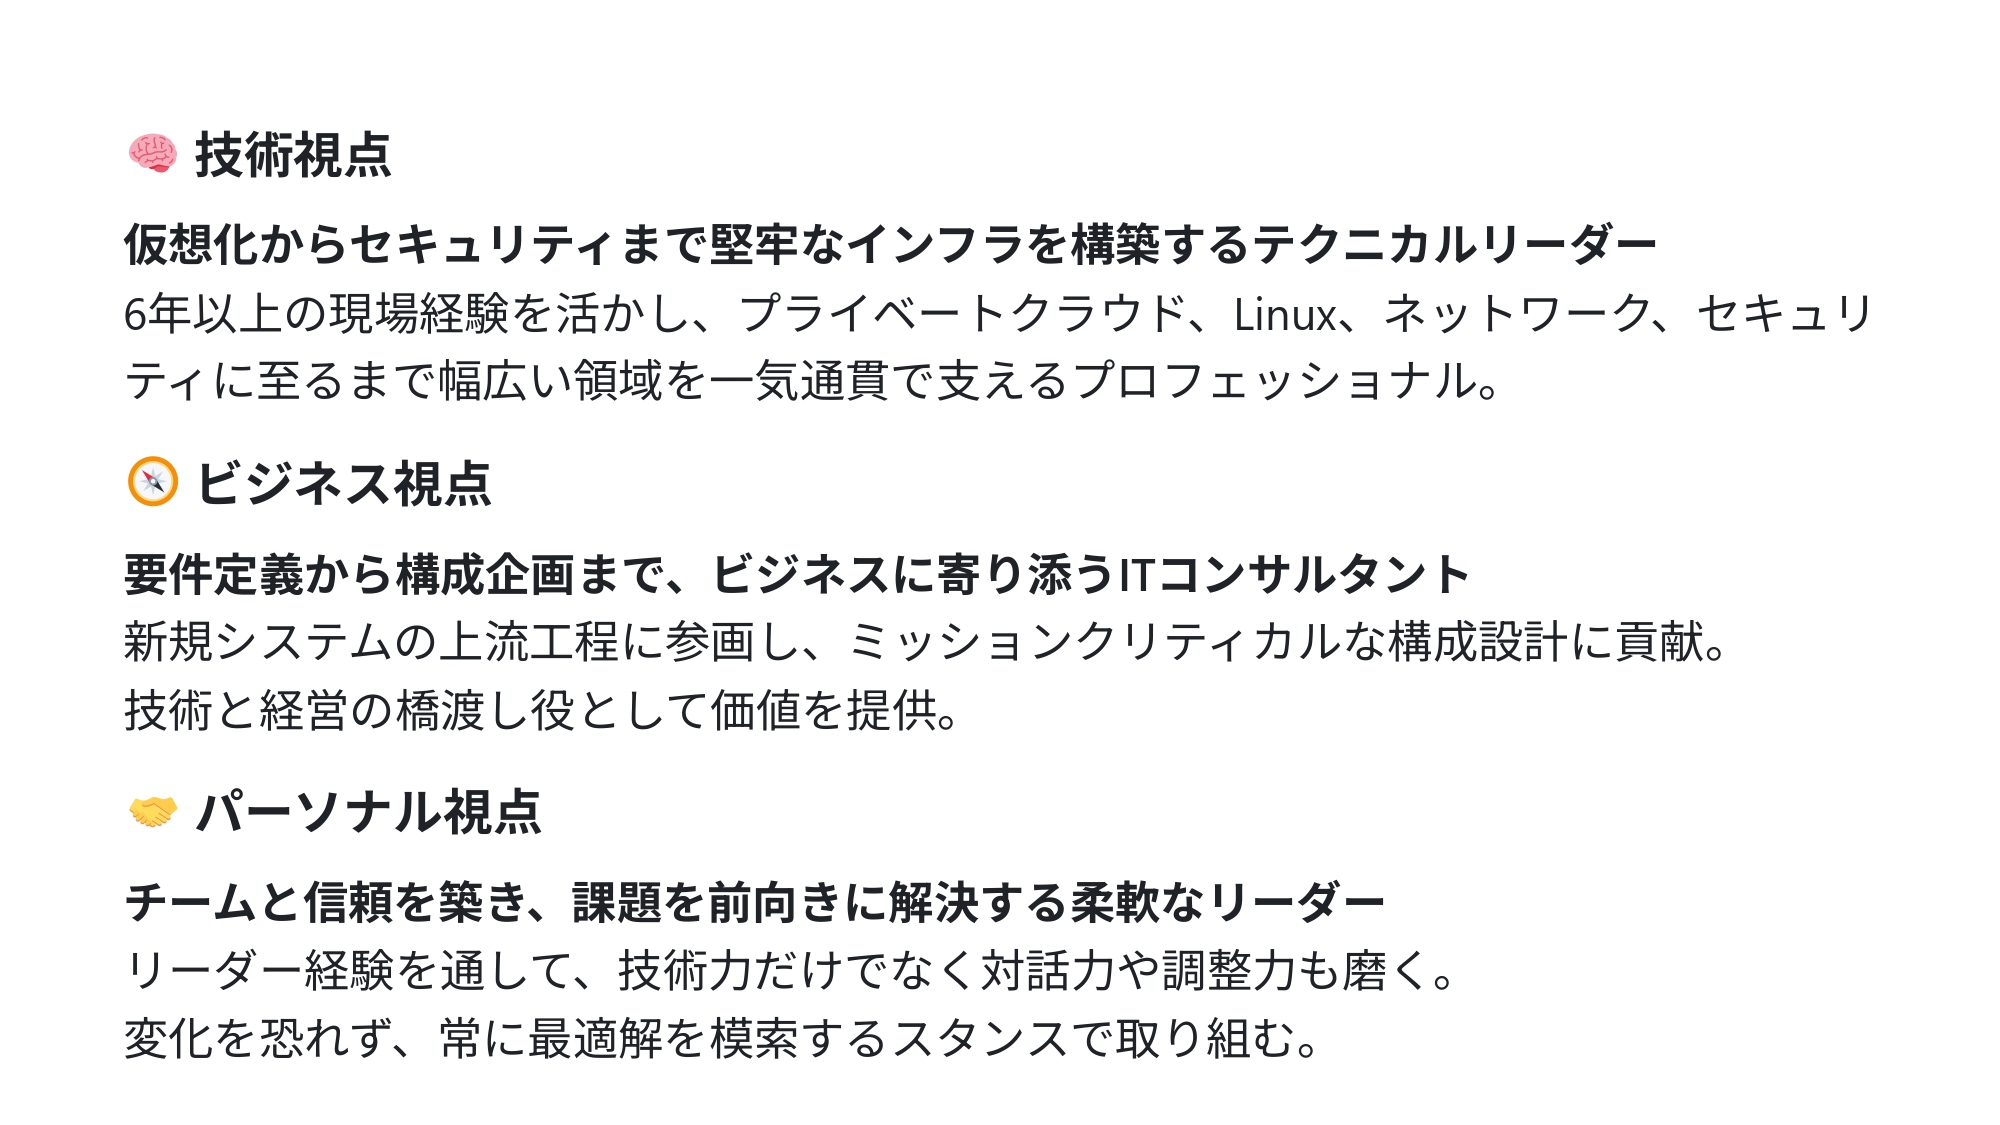 🧠 技術視点
仮想化からセキュリティまで堅牢なインフラを構築するテクニカルリーダー
6年以上の現場経験を活かし、プライベートクラウド、Linux、ネットワーク、セキュリ
ティに至るまで幅広い領域を一気通貫で支えるプロフェッショナル。
🧭 ビジネス視点
要件定義から構成企画まで、ビジネスに寄り添うITコンサルタント
新規システムの上流工程に参画し、ミッションクリティカルな構成設計に貢献。
技術と経営の橋渡し役として価値を提供。
🤝 パーソナル視点
チームと信頼を築き、課題を前向きに解決する柔軟なリーダー
リーダー経験を通して、技術力だけでなく対話力や調整力も磨く。
変化を恐れず、常に最適解を模索するスタンスで取り組む。